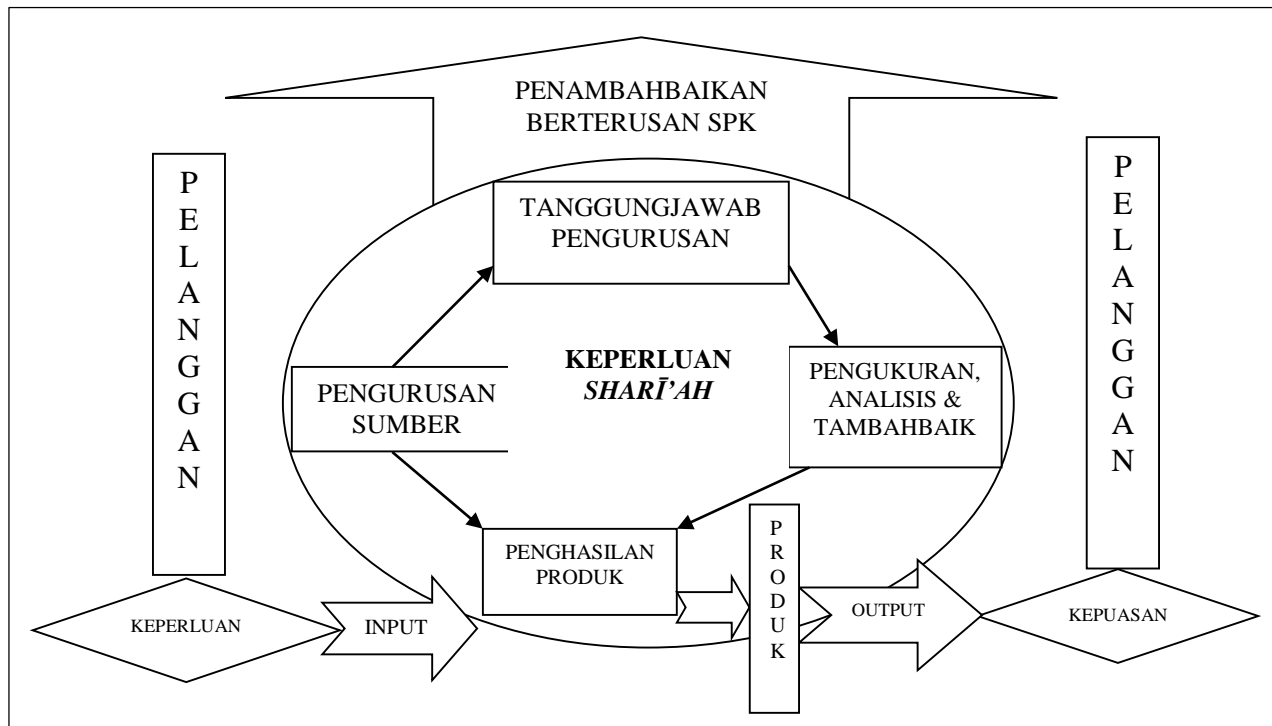 PENAMBAHBAIKAN
BERTERUSAN SPK
P
E
L
A
N
G
G
A
N
TANGGUNGJAWAB
PENGURUSAN
P
E
L
A
N
G
G
A
N
KEPERLUAN
SHARĪ’AH
PENGURUSAN
SUMBER
PENGUKURAN,
ANALISIS &
TAMBAHBAIK
PENGHASILAN
PRODUK
P
R
O
D
U
K
KEPERLUAN
INPUT
OUTPUT
KEPUASAN